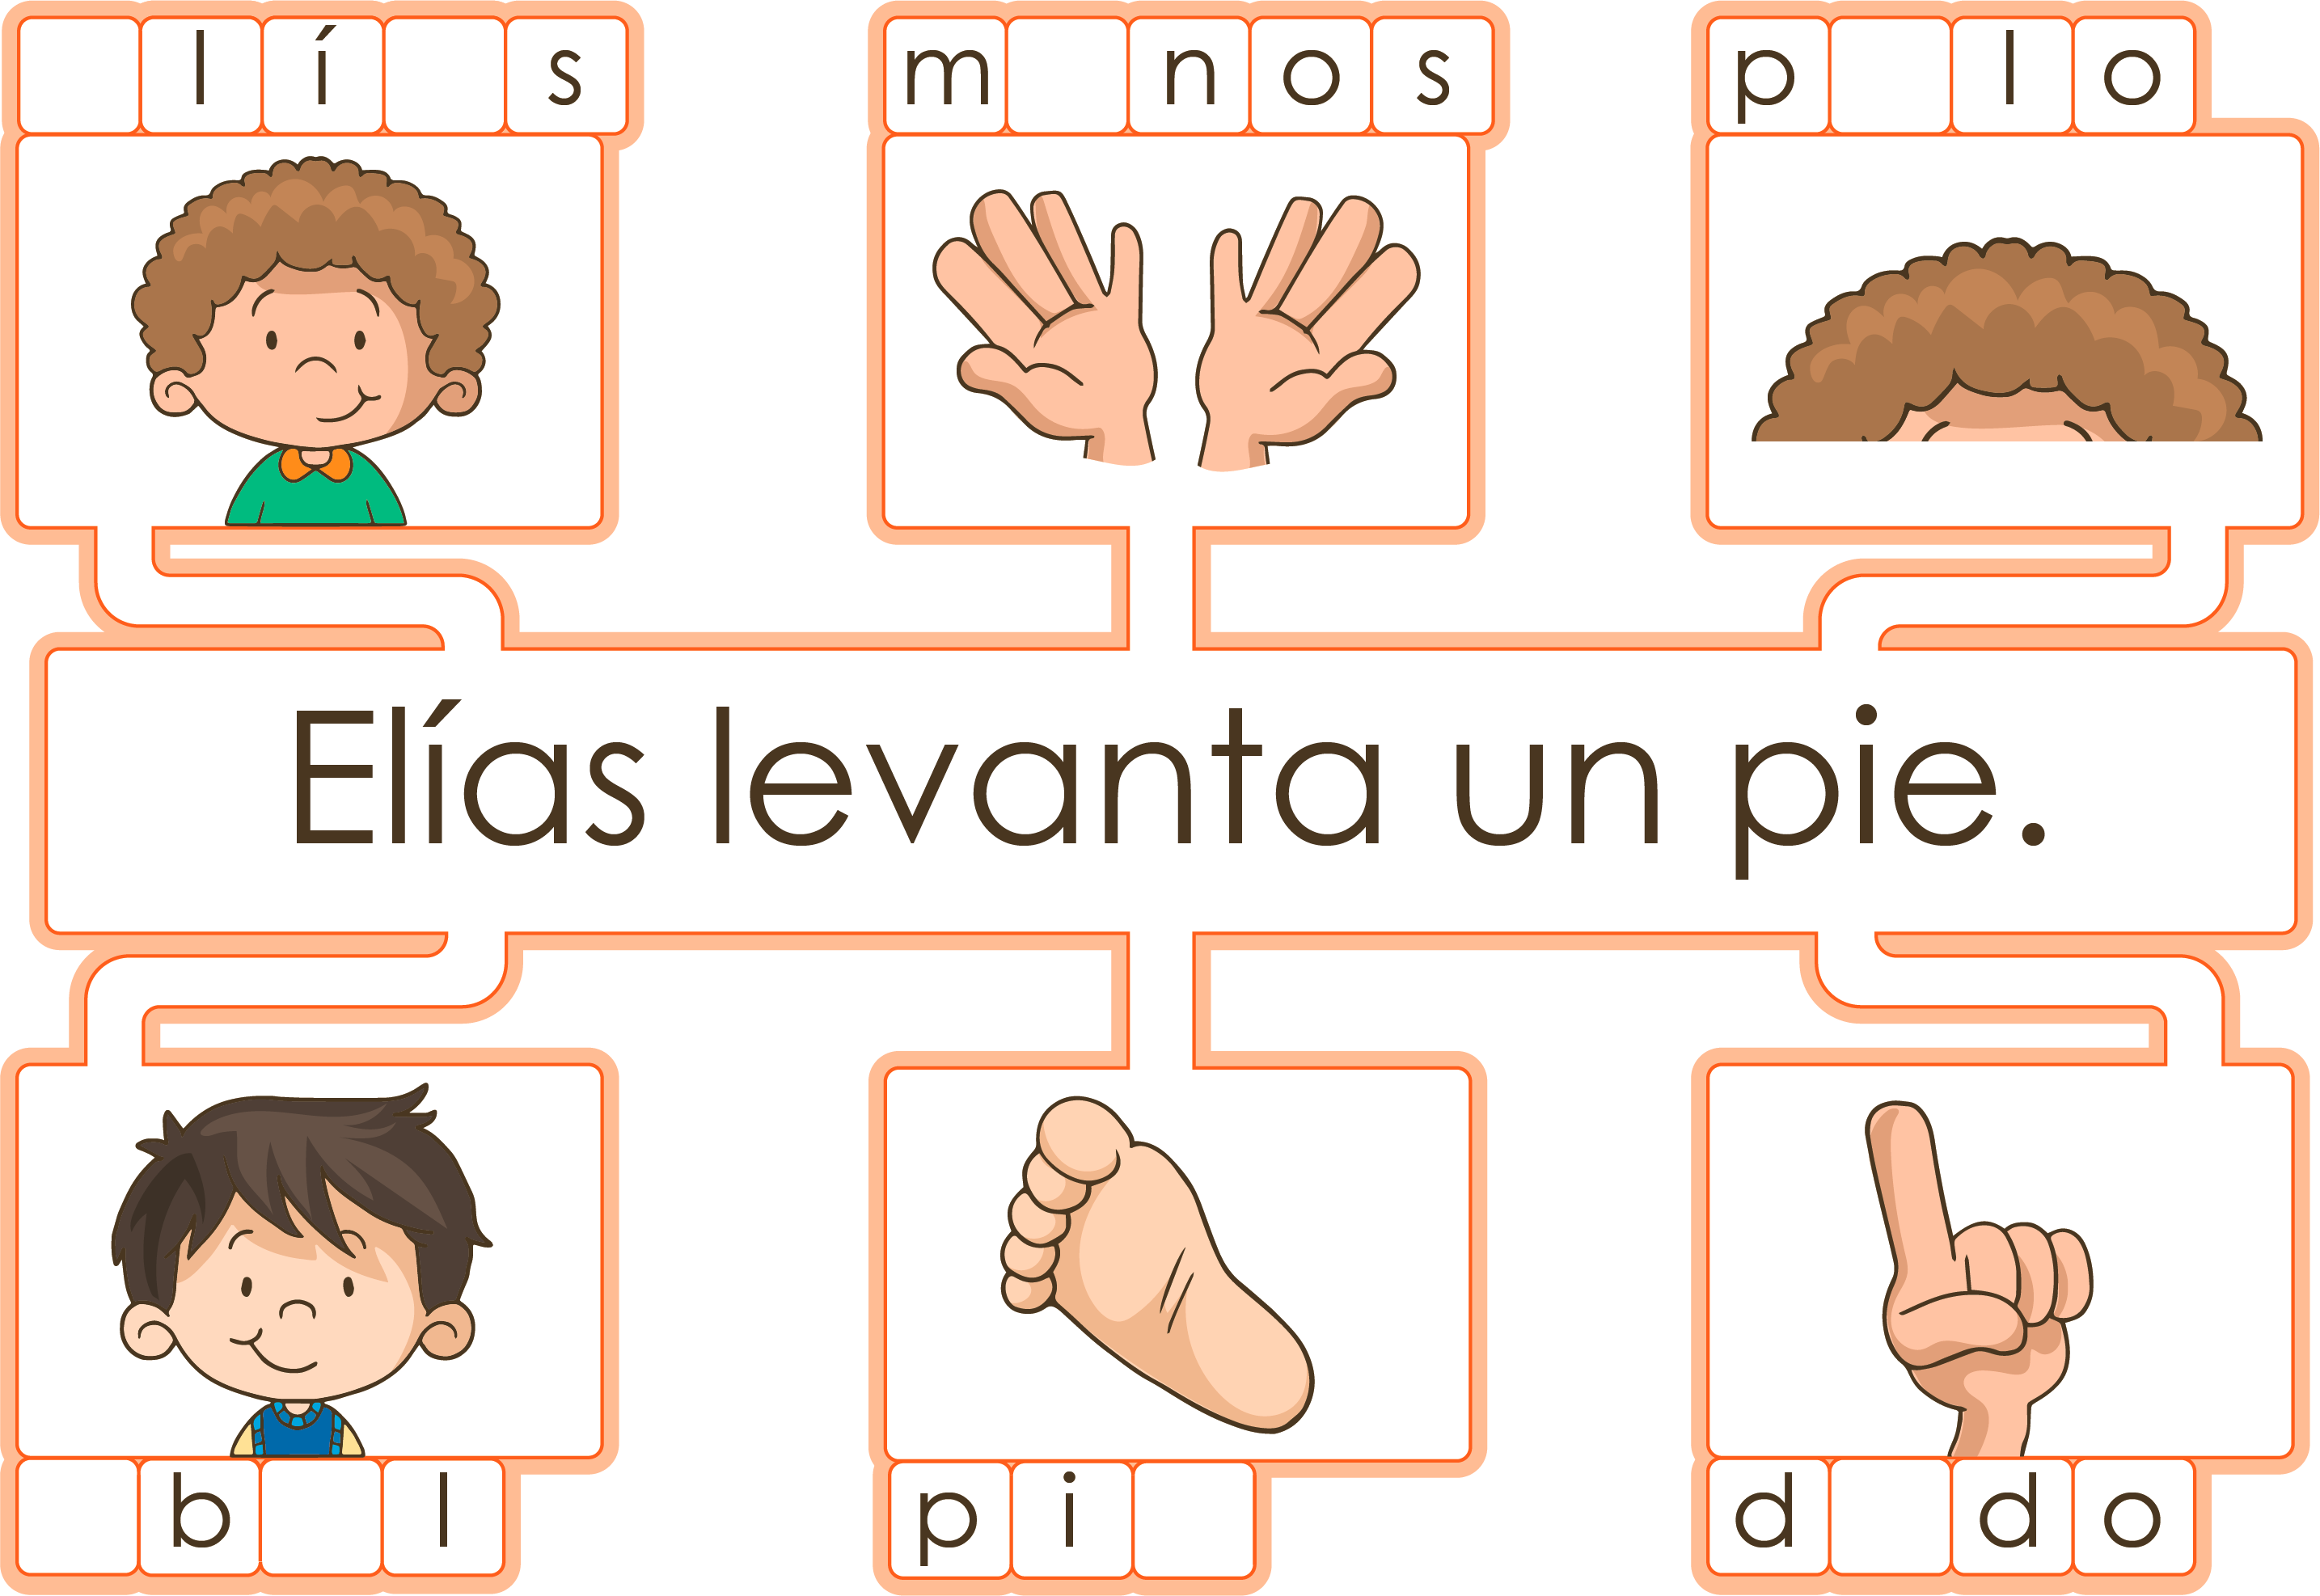 l í s
m n o s
p l o
Elías levanta un pie.
b l
p i
d d o